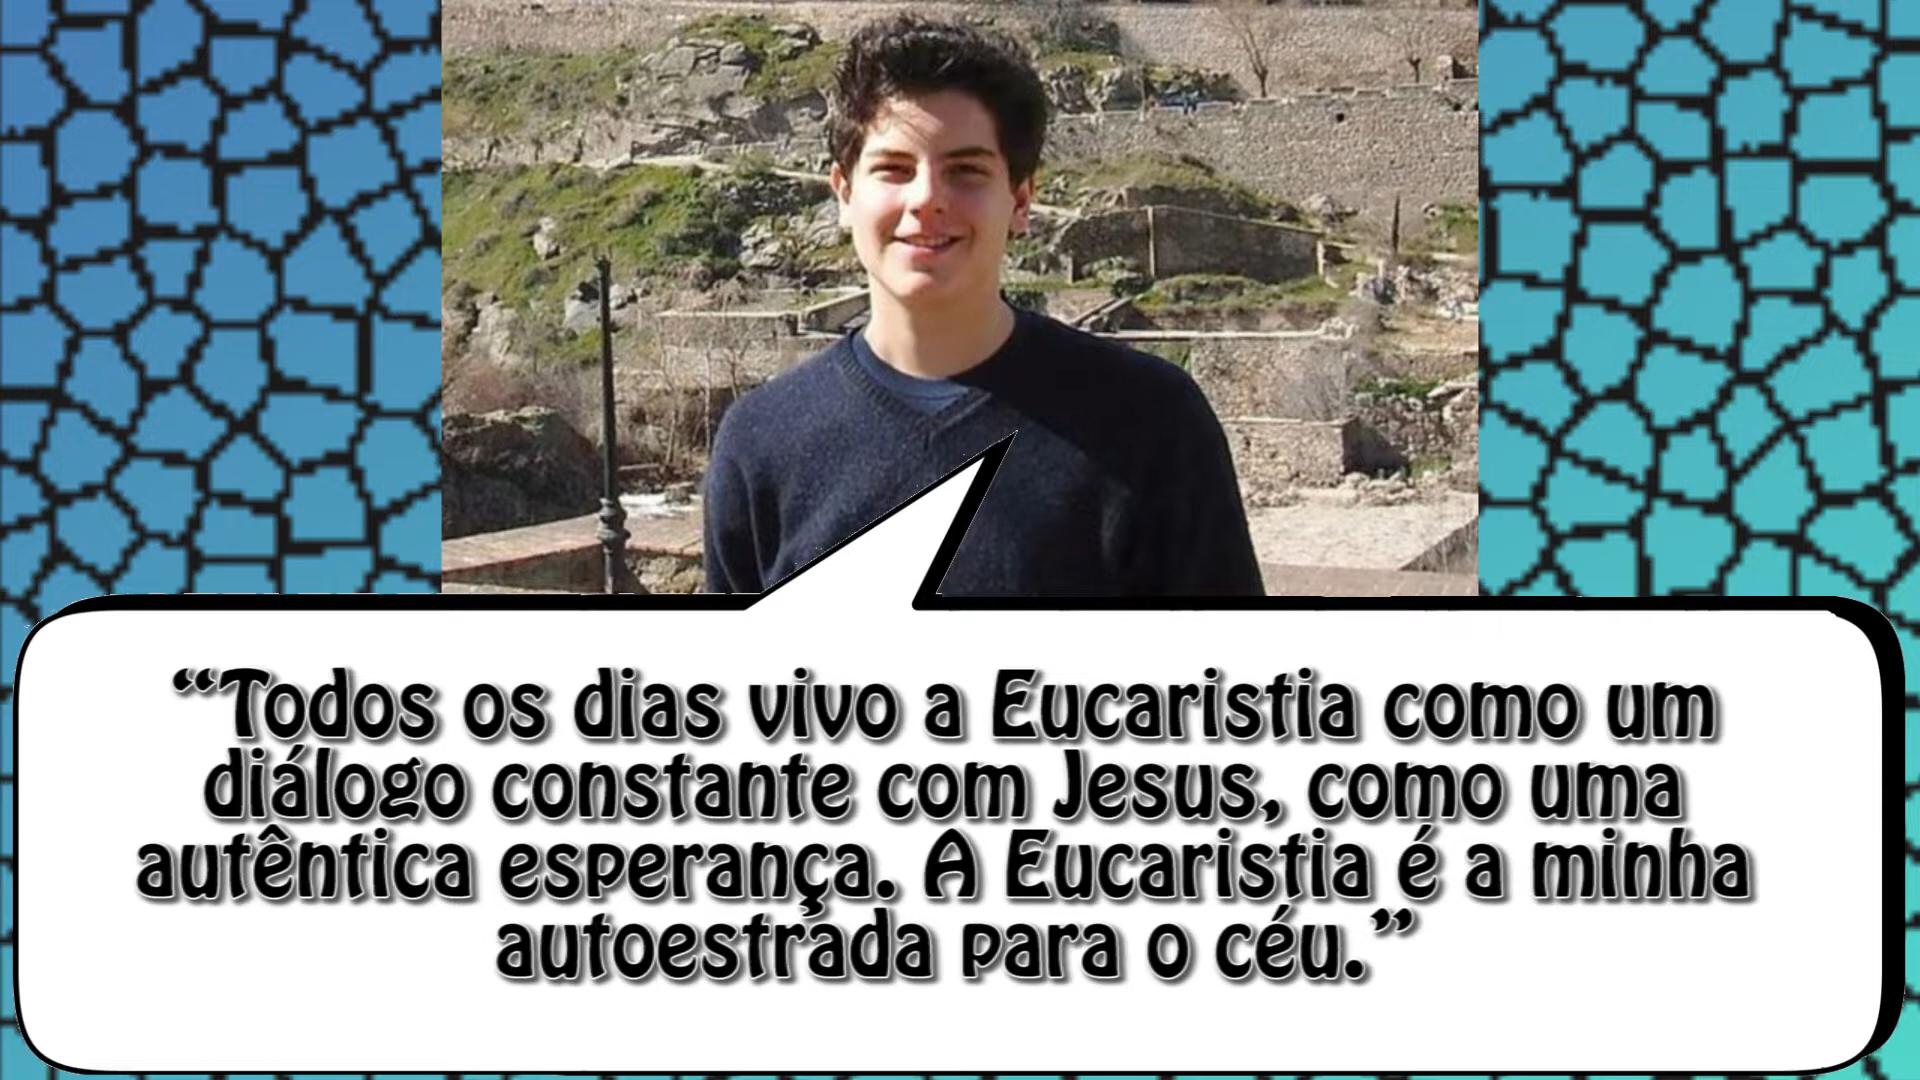 “Todos os dias vivo a Eucaristia como um
diálogo constante com Jesus, como uma
autêntica esperança. A Eucaristia é a minha
autoestrada para o céu.”